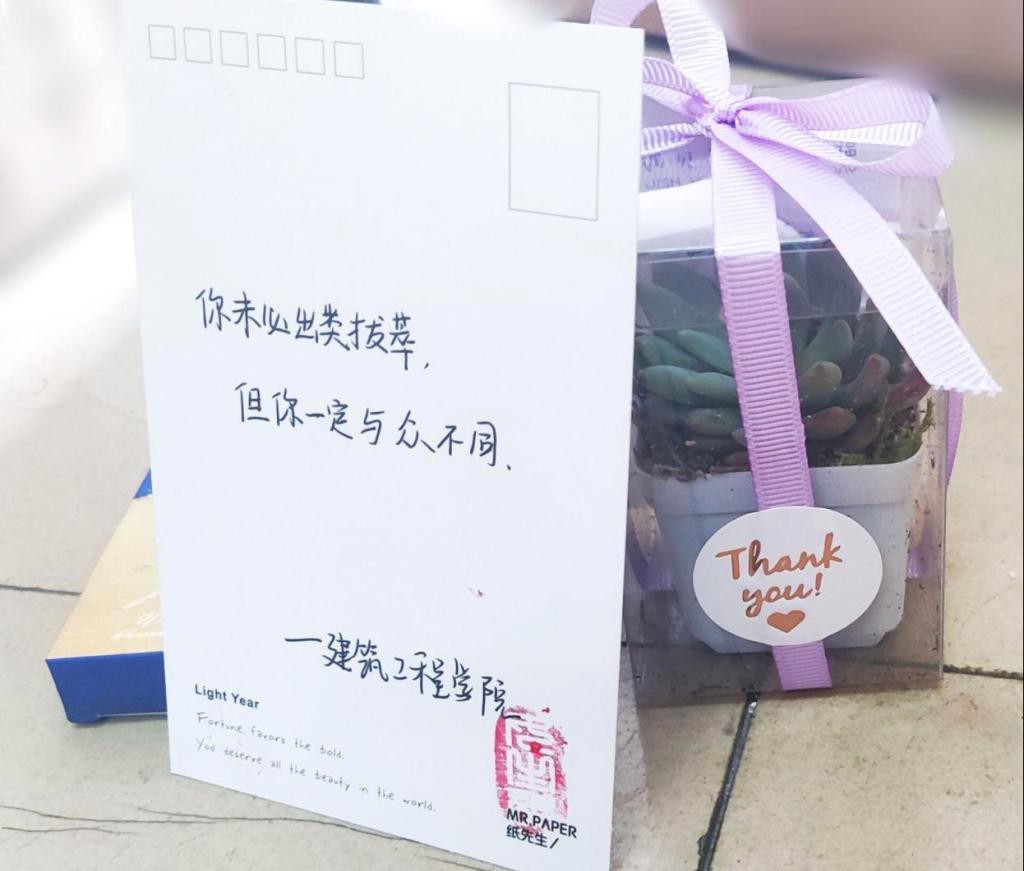 你未必出类拔萃,
但你一定与众不同.
一建筑工程学院
Light Year
Fortune favors the bold.
You deserve all the beauty in the world.
MR.PAPER
纸先生/
Thank
you!